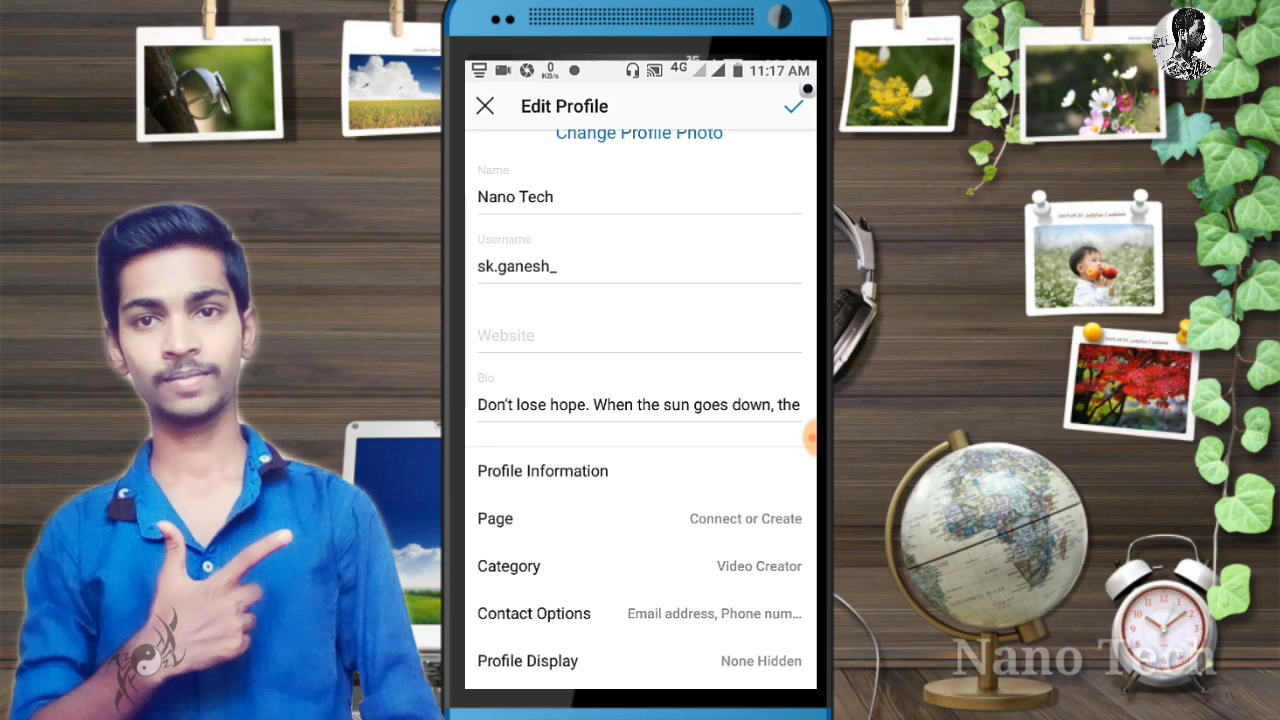 0
KB/s
4G
11:17 AM
Edit Profile
Change Profile Photo
Name
Nano Tech
Username
sk.ganesh_
Website
Bio
Don't lose hope. When the sun goes down, the
Profile Information
Page
Connect or Create
Category
Video Creator
Contact Options
Email address, Phone num...
Profile Display
None Hidden
Nano Tech